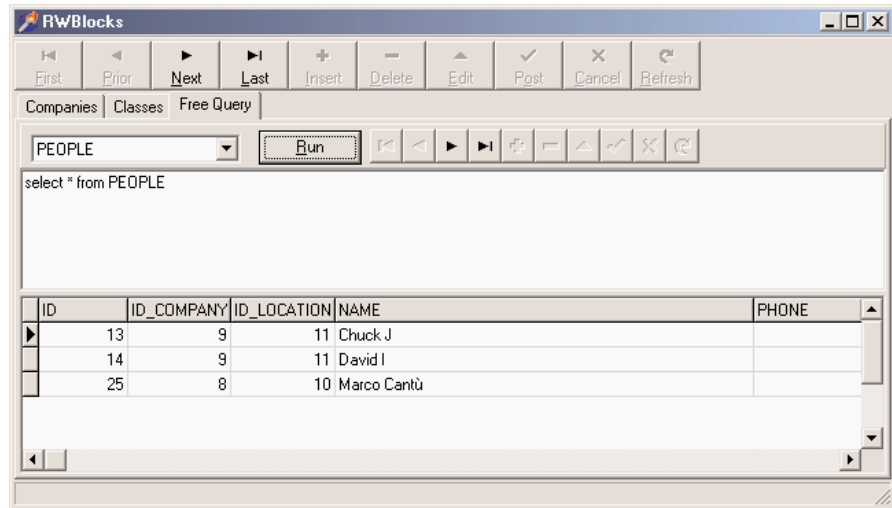 RWBlocks
First Prior Next Last Insert Delete Edit Post Cancel Refresh
Companies Classes Free Query
PEOPLE Run
select * from PEOPLE
ID ID_COMPANY ID_LOCATION NAME PHONE
13 9 11 Chuck J
14 9 11 David I
25 8 10 Marco Cantù